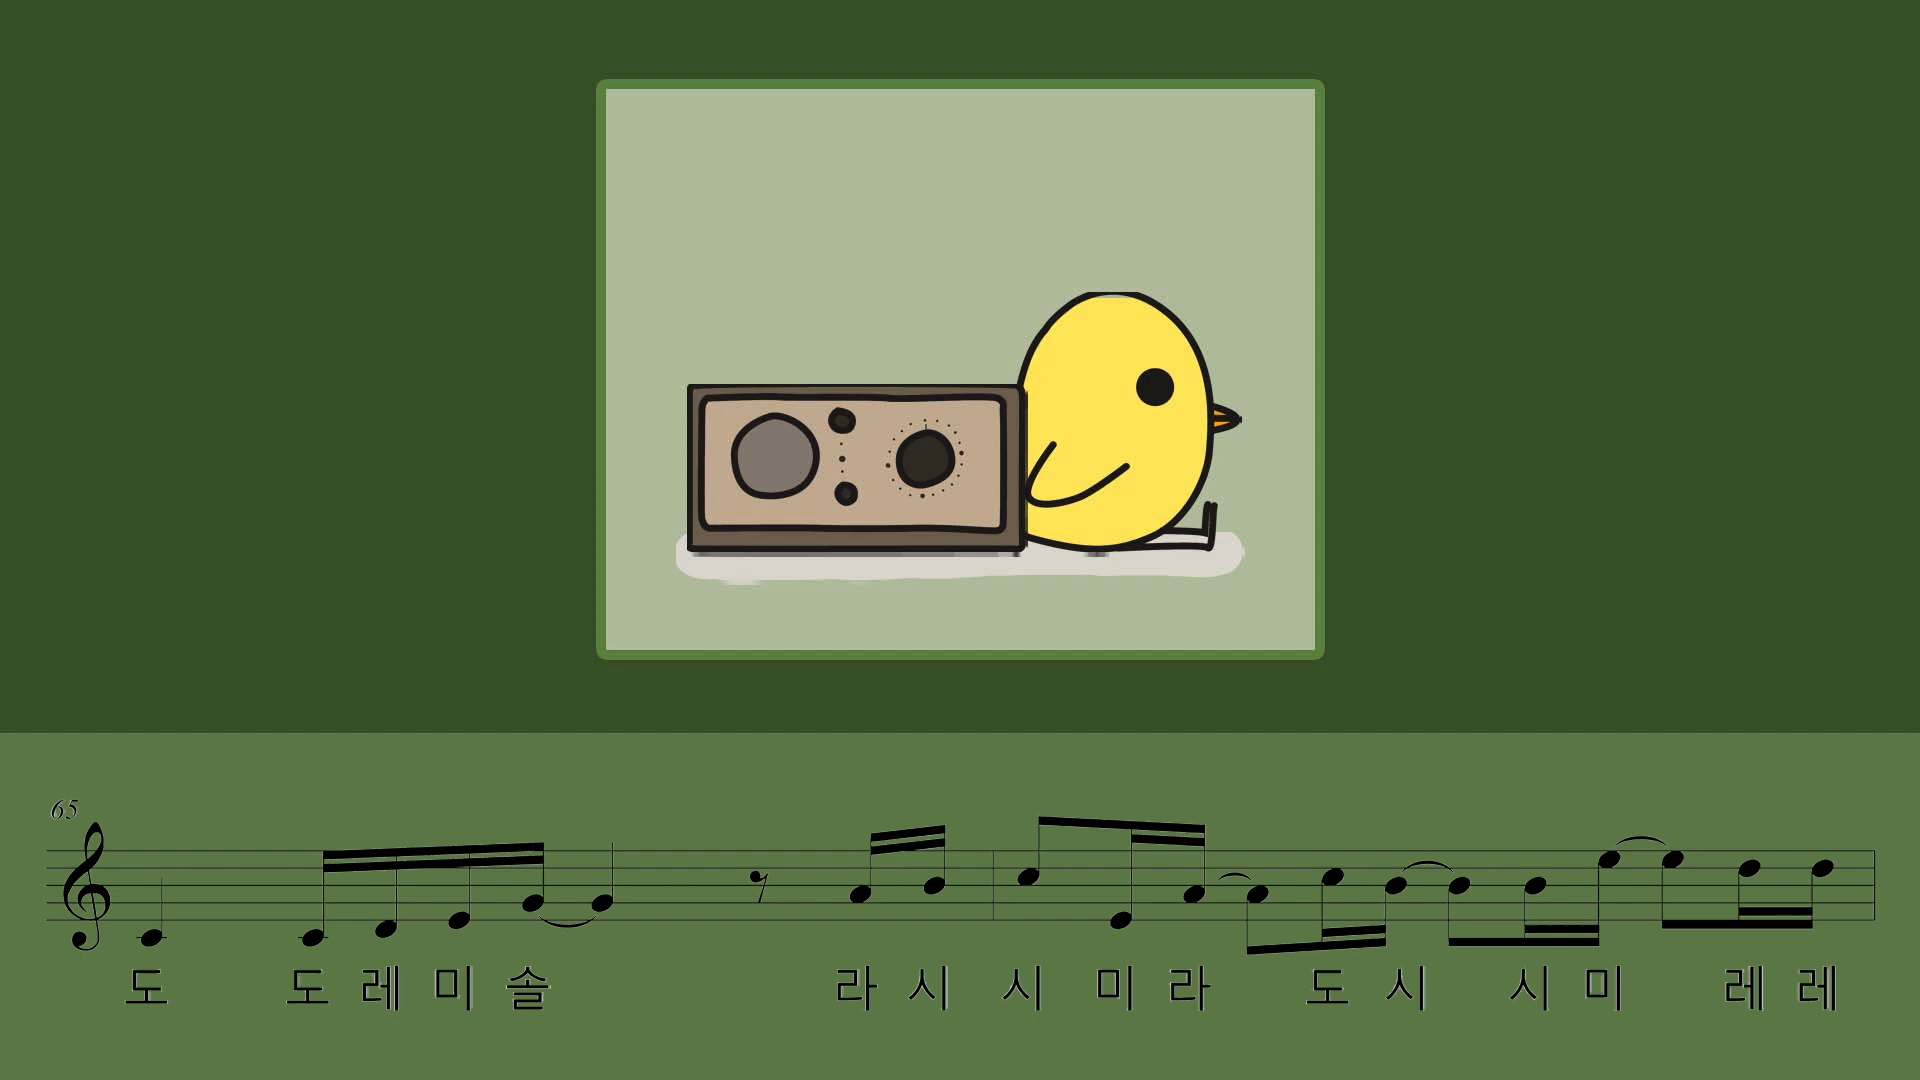 65
도 도 레 미 솔 라 시 시 미 라 도 시 시 미 레 레